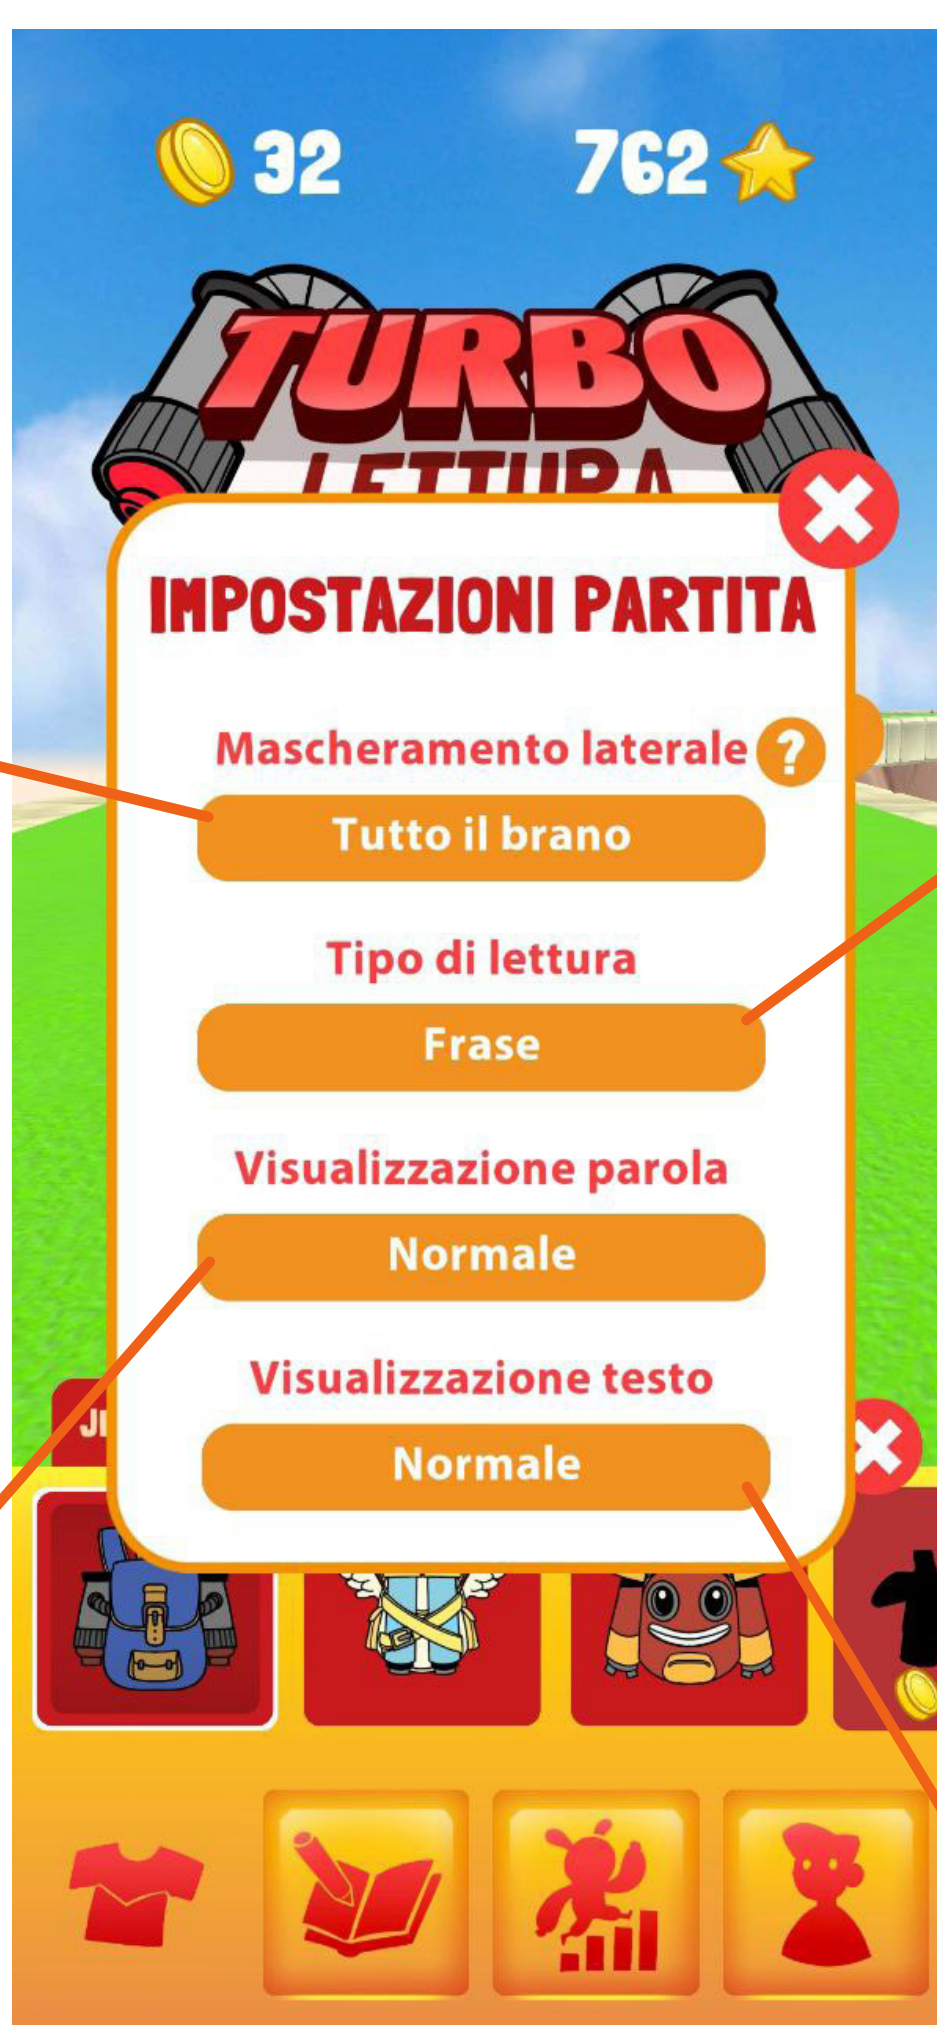 32
762
TURBO
LETTURA
IMPOSTAZIONI PARTITA
Mascheramento laterale ?
Tutto il brano
Tipo di lettura
Frase
Visualizzazione parola
Normale
Visualizzazione testo
Normale